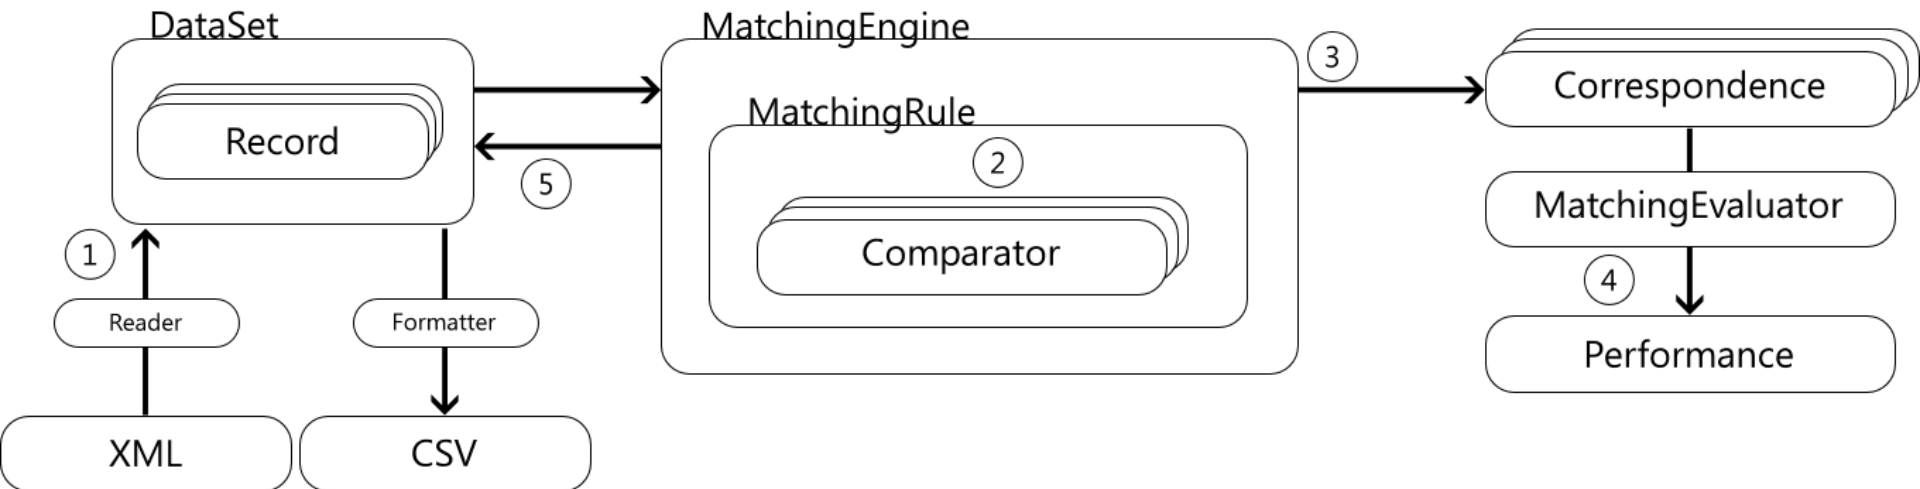 DataSet
MatchingEngine
3
Correspondence
Record
MatchingRule
2
5
Comparator
MatchingEvaluator
1
4
Reader
Formatter
Performance
XML
CSV